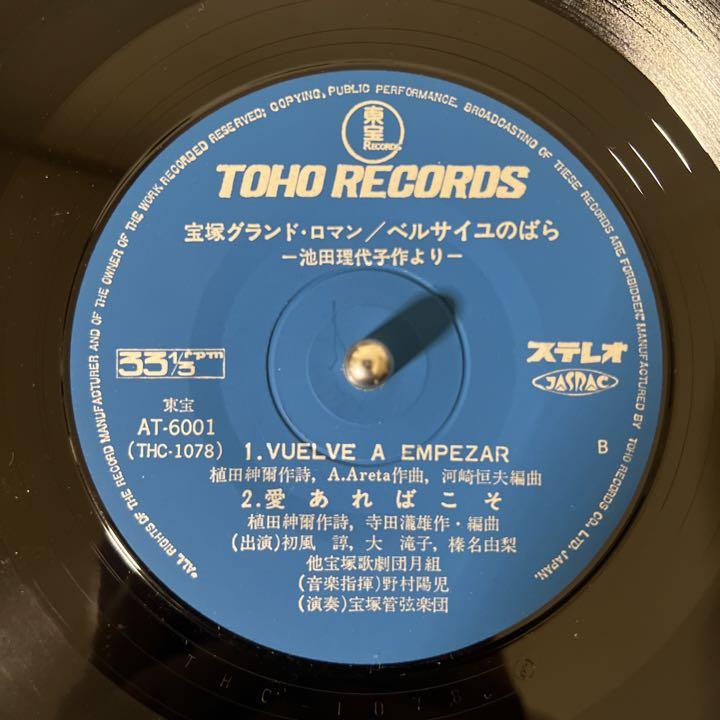 *ALL RIGHTS OF THE RECORD MANUFACTURER AND OF THE OWNER OF THE WORK RECORDED RESERVED; COPYING, PUBLIC PERFORMANCE, BROADCASTING OF THESE RECORDS ARE FORBIDDEN; MANUFACTURED BY TOHO RECORDS CO., LTD, JAPAN.
東宝
RECORDS
TOHO RECORDS
宝塚グランド・ロマン／ベルサイユのばら
ー池田理代子作よりー
33 1/3 rpm
ステレオ
JASRAC
東宝
AT-6001
(THC-1078)
B
1.VUELVE A EMPEZAR
植田紳爾作詩, A.Areta作曲, 河崎恒夫編曲
2.愛あればこそ
植田紳爾作詩, 寺田瀧雄作・編曲
(出演)初風 諄, 大 滝子, 榛名由梨
他宝塚歌劇団月組
(音楽指揮)野村陽児
(演奏)宝塚管弦楽団
THC-1078